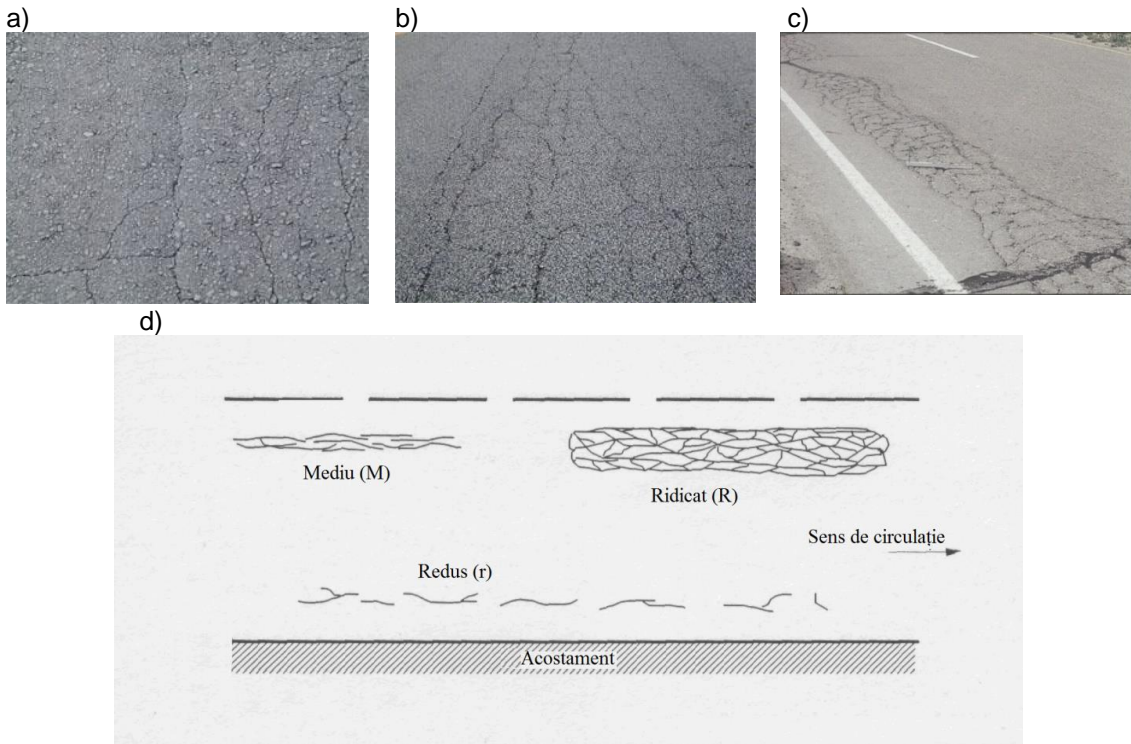 a)
b)
c)
d)
Mediu (M)
Ridicat (R)
Sens de circulație
Redus (r)
Acostament